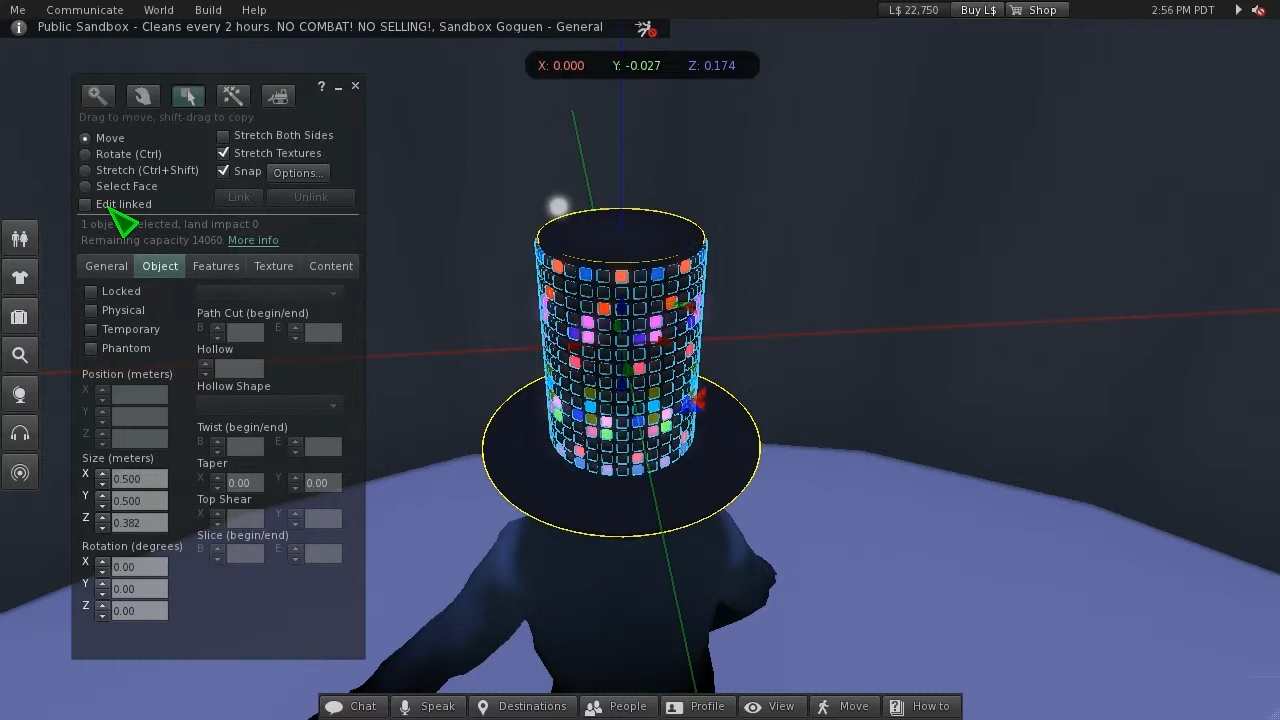 Me Communicate World Build Help L$ 22,750 Buy L$ Shop 2:56 PM PDT
Public Sandbox - Cleans every 2 hours. NO COMBAT! NO SELLING!, Sandbox Goguen - General
X: 0.000 Y: -0.027 Z: 0.174
? _ ×
Drag to move, shift-drag to copy
Move
Rotate (Ctrl)
Stretch (Ctrl+Shift)
Select Face
Edit linked
Stretch Both Sides
Stretch Textures
Snap Options...
Link Unlink
1 selected, land impact 0
Remaining capacity 14060. More info
General Object Features Texture Content
Locked
Physical
Temporary
Phantom
Position (meters)
X
Y
Z
Size (meters)
X 0.500
Y 0.500
Z 0.382
Rotation (degrees)
X 0.00
Y 0.00
Z 0.00
Path Cut (begin/end)
B E
Hollow
Hollow Shape
Twist (begin/end)
B E
Taper
X 0.00 Y 0.00
Top Shear
X Y
Slice (begin/end)
B E
Chat Speak Destinations People Profile View Move How to